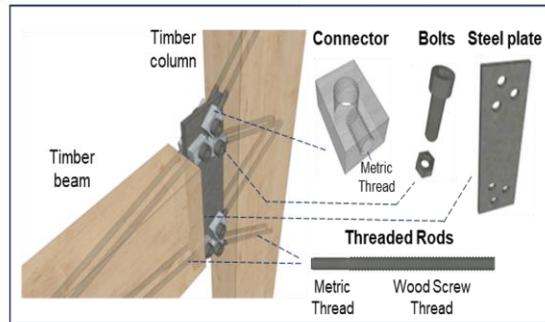 Timber
column
Connector
Bolts
Steel plate
Timber
beam
Metric
Thread
Threaded Rods
Metric
Thread
Wood Screw
Thread